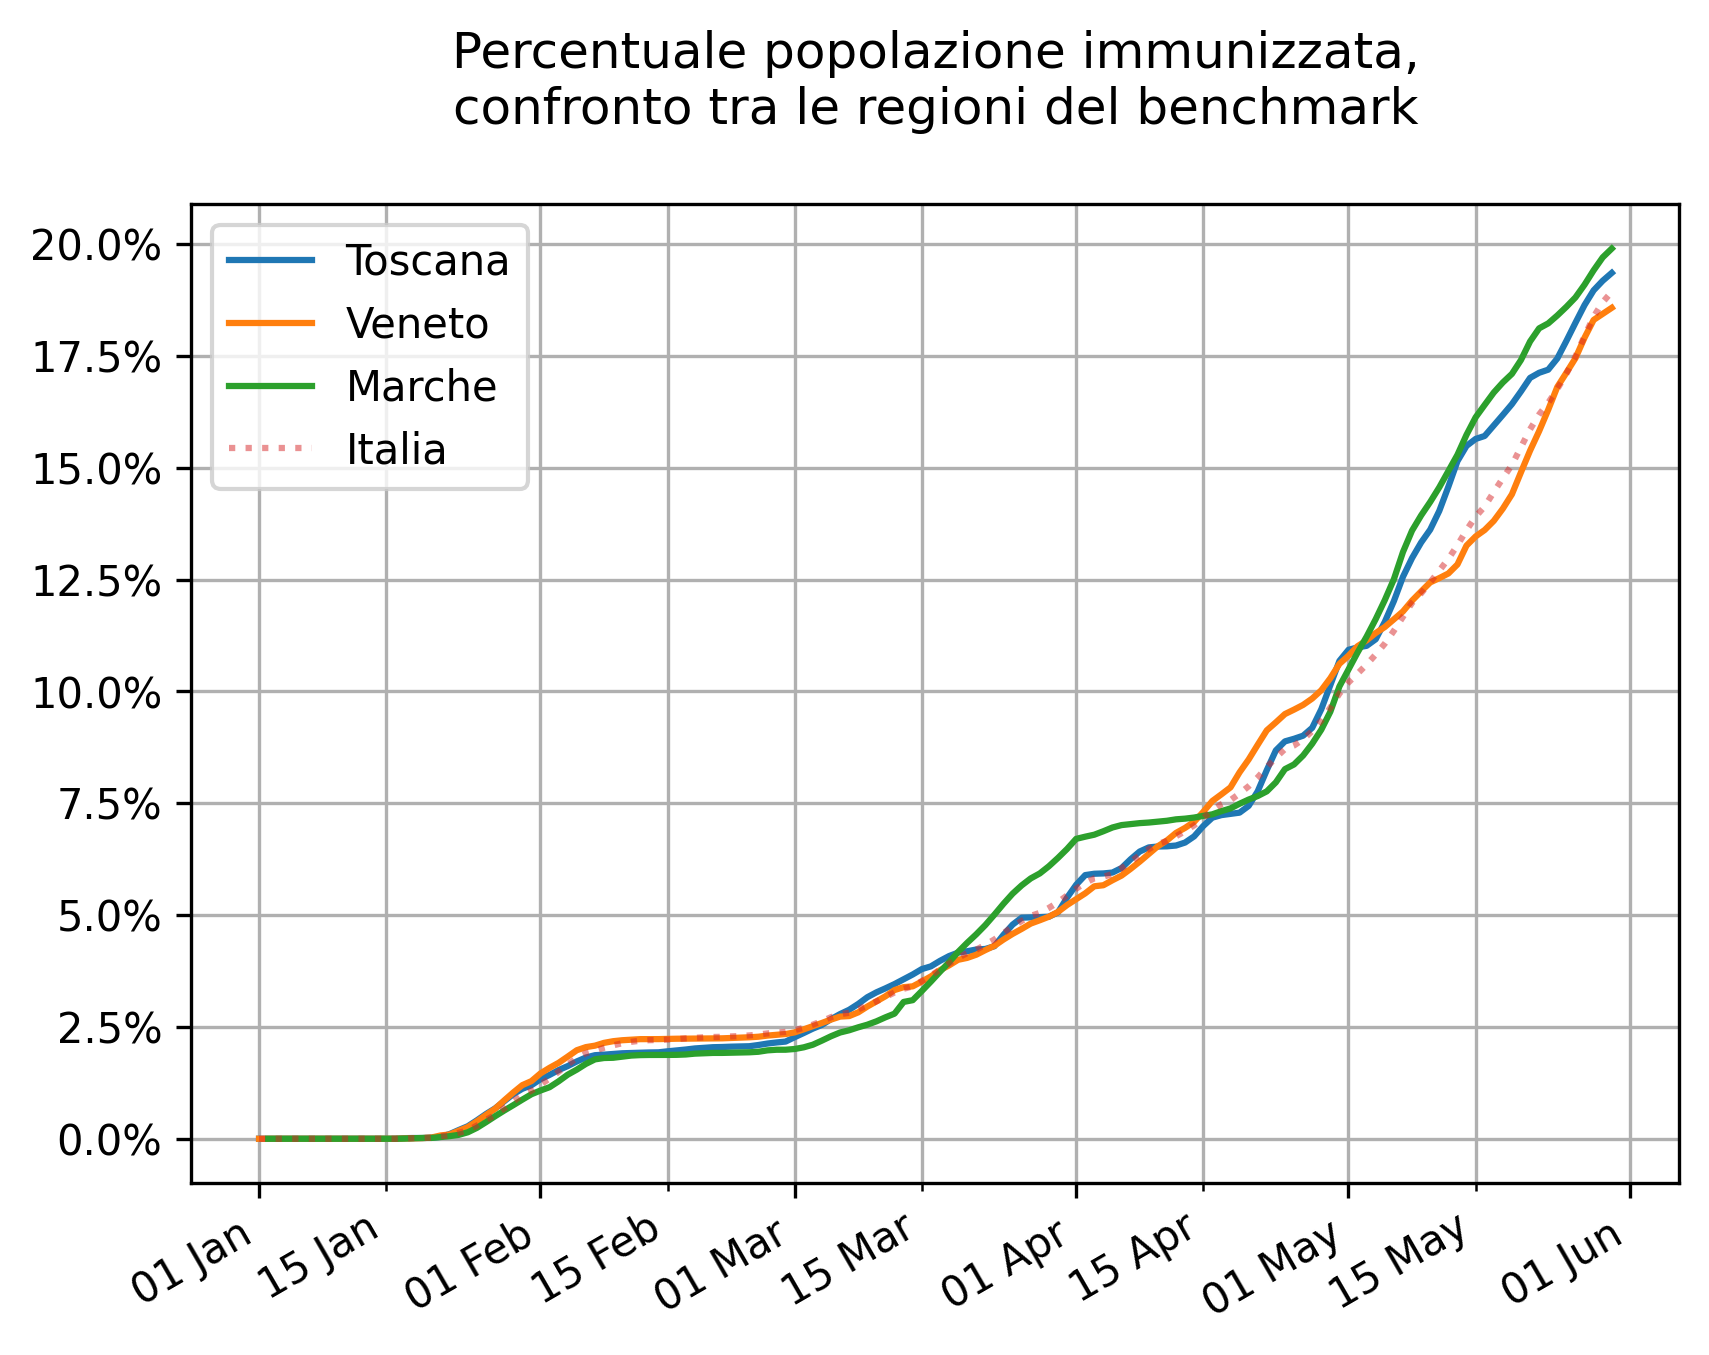 Percentuale popolazione immunizzata,
confronto tra le regioni del benchmark
Toscana
Veneto
Marche
Italia
20.0%
17.5%
15.0%
12.5%
10.0%
7.5%
5.0%
2.5%
0.0%
01 Jan
15 Jan
01 Feb
15 Feb
01 Mar
15 Mar
01 Apr
15 Apr
01 May
15 May
01 Jun